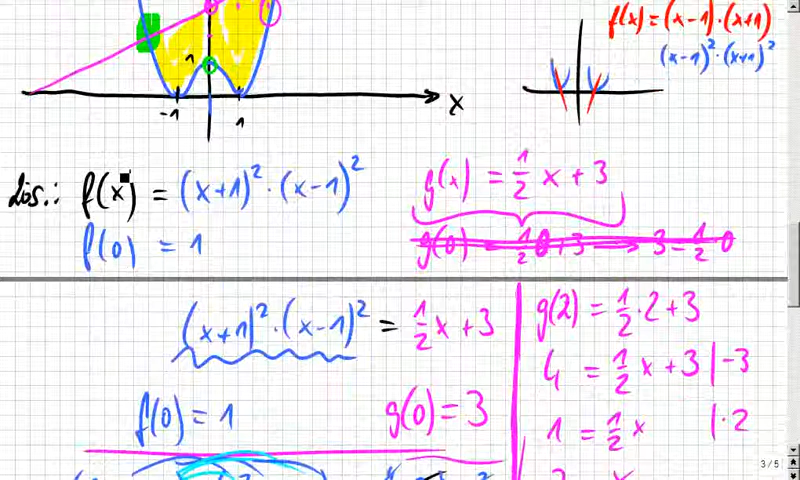 f(x) = (x-1)·(x+1)
(x-1)²·(x+1)²
1
-1 1 x
Lös.: f(x) = (x+1)²·(x-1)² g(x) = 1/2 x + 3
f(0) = 1
(x+1)²·(x-1)² = 1/2 x + 3
f(0) = 1 g(0) = 3
g(2) = 1/2·2 + 3
4 = 1/2 x + 3 |-3
1 = 1/2 x |·2
3 / 5